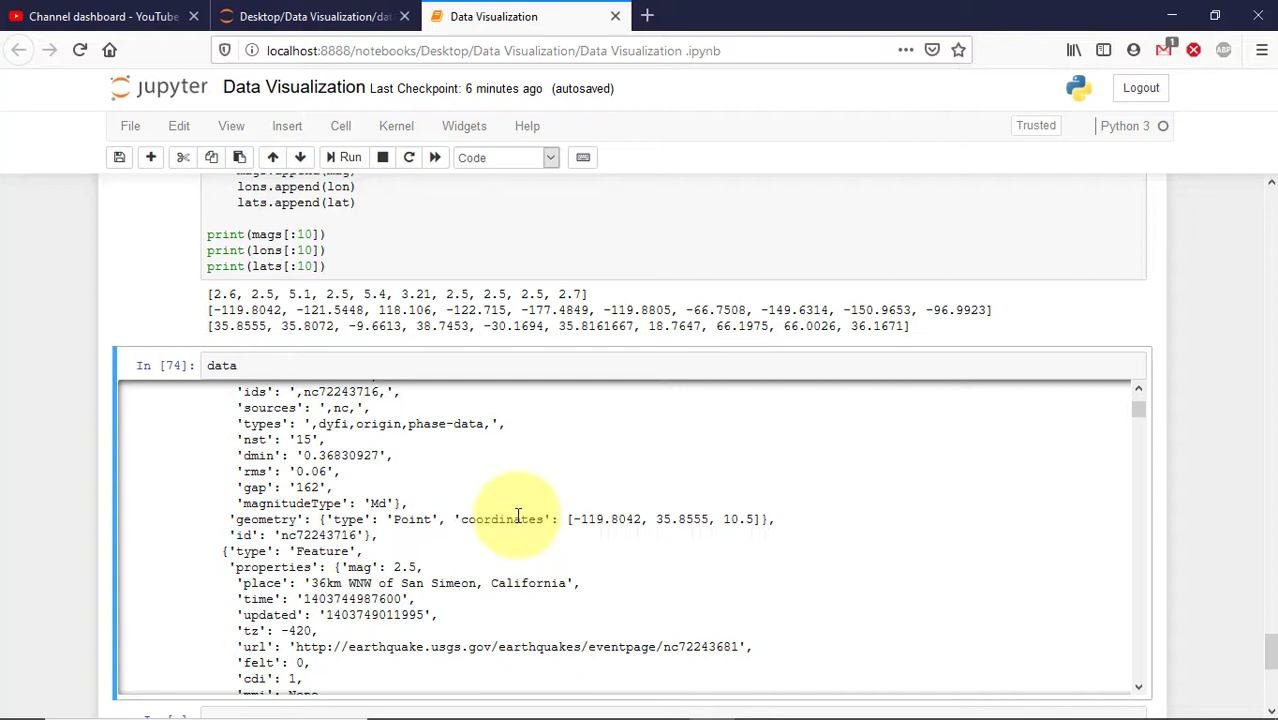 Channel dashboard - YouTube
Desktop/Data Visualization/dat
Data Visualization
localhost:8888/notebooks/Desktop/Data Visualization/Data Visualization .ipynb
1
ABP
jupyter Data Visualization Last Checkpoint: 6 minutes ago (autosaved)
Logout
File Edit View Insert Cell Kernel Widgets Help
Trusted
Python 3
Run
Code
lons.append(lon)
lats.append(lat)
print(mags[:10])
print(lons[:10])
print(lats[:10])
[2.6, 2.5, 5.1, 2.5, 5.4, 3.21, 2.5, 2.5, 2.5, 2.7]
[-119.8042, -121.5448, 118.106, -122.715, -177.4849, -119.8805, -66.7508, -149.6314, -150.9653, -96.9923]
[35.8555, 35.8072, -9.6613, 38.7453, -30.1694, 35.8161667, 18.7647, 66.1975, 66.0026, 36.1671]
In [74]: data
'ids': ',nc72243716,',
'sources': ',nc,',
'types': ',dyfi,origin,phase-data,',
'nst': '15',
'dmin': '0.36830927',
'rms': '0.06',
'gap': '162',
'magnitudeType': 'Md'},
'geometry': {'type': 'Point', 'coordinates': [-119.8042, 35.8555, 10.5]},
'id': 'nc72243716'},
{'type': 'Feature',
'properties': {'mag': 2.5,
'place': '36km WNW of San Simeon, California',
'time': '1403744987600',
'updated': '1403749011995',
'tz': -420,
'url': 'http://earthquake.usgs.gov/earthquakes/eventpage/nc72243681',
'felt': 0,
'cdi': 1,